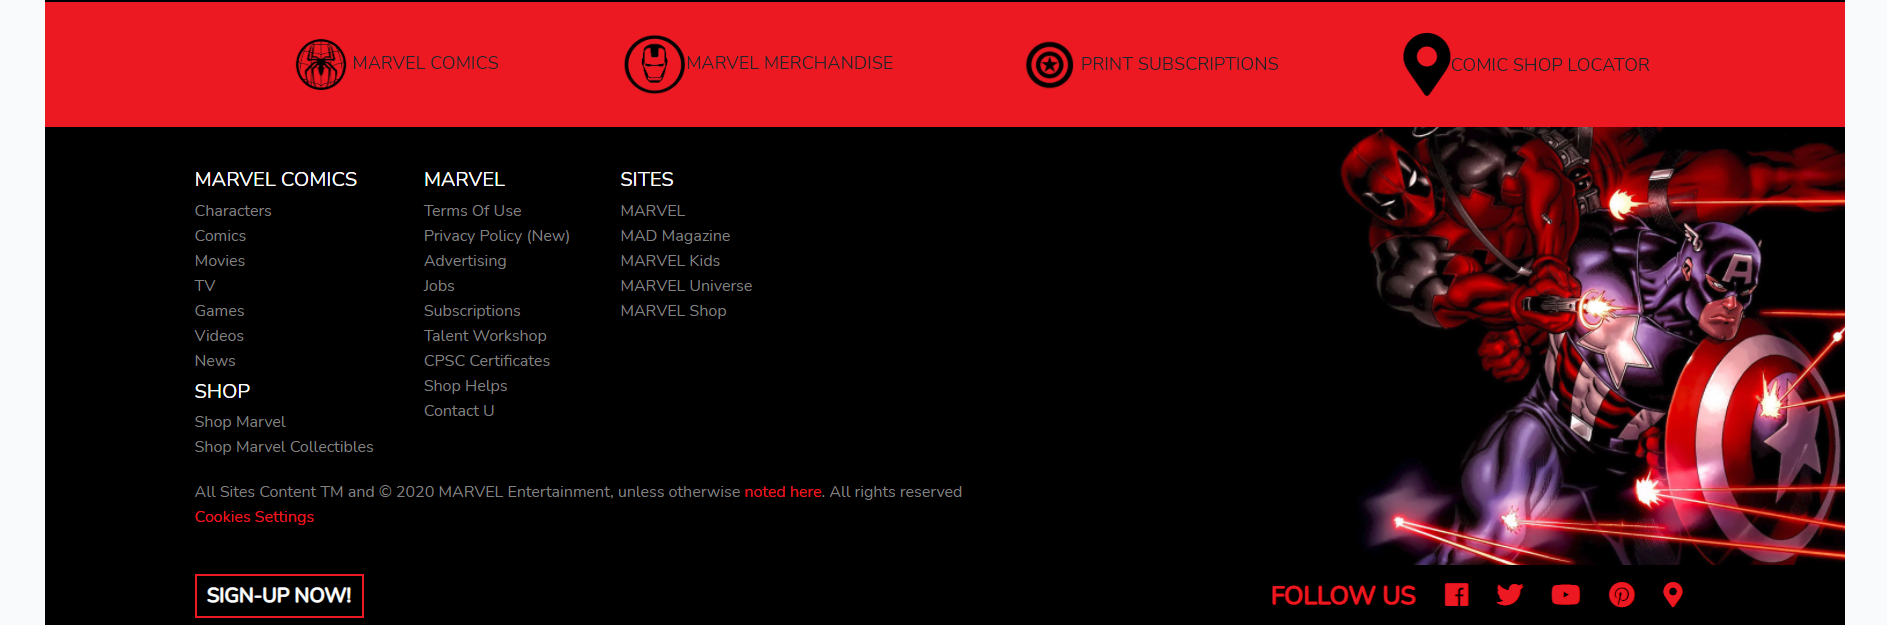 MARVEL COMICS
MARVEL MERCHANDISE
PRINT SUBSCRIPTIONS
COMIC SHOP LOCATOR
MARVEL COMICS
Characters
Comics
Movies
TV
Games
Videos
News
SHOP
Shop Marvel
Shop Marvel Collectibles
MARVEL
Terms Of Use
Privacy Policy (New)
Advertising
Jobs
Subscriptions
Talent Workshop
CPSC Certificates
Shop Helps
Contact U
SITES
MARVEL
MAD Magazine
MARVEL Kids
MARVEL Universe
MARVEL Shop
All Sites Content TM and © 2020 MARVEL Entertainment, unless otherwise noted here. All rights reserved
Cookies Settings
SIGN-UP NOW!
FOLLOW US
A